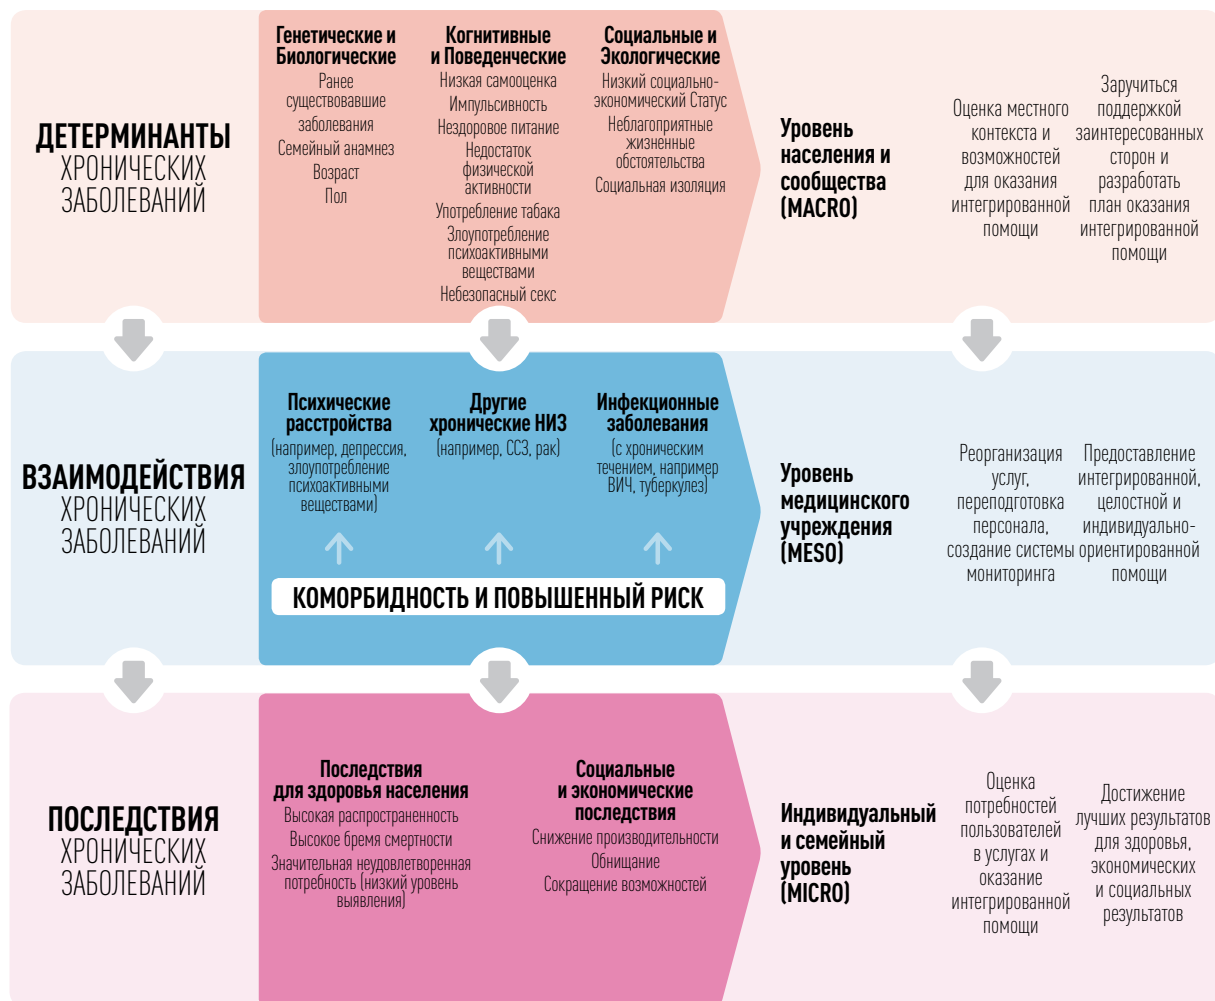 ДЕТЕРМИНАНТЫ
ХРОНИЧЕСКИХ
ЗАБОЛЕВАНИЙ
Генетические и
Биологические
Ранее
существовавшие
заболевания
Семейный анамнез
Возраст
Пол
Когнитивные
и Поведенческие
Низкая самооценка
Импульсивность
Нездоровое питание
Недостаток
физической
активности
Употребление табака
Злоупотребление
психоактивными
веществами
Небезопасный секс
Социальные и
Экологические
Низкий социально-
экономический Статус
Неблагоприятные
жизненные
обстоятельства
Социальная изоляция
Уровень
населения и
сообщества
(MACRO)
Оценка местного
контекста и
возможностей
для оказания
интегрированной
помощи
Заручиться
поддержкой
заинтересованных
сторон и
разработать
план оказания
интегрированной
помощи
ВЗАИМОДЕЙСТВИЯ
ХРОНИЧЕСКИХ
ЗАБОЛЕВАНИЙ
Психические
расстройства
(например, депрессия,
злоупотребление
психоактивными
веществами)
Другие
хронические НИЗ
(например, ССЗ, рак)
Инфекционные
заболевания
(с хроническим
течением, например
ВИЧ, туберкулез)
КОМОРБИДНОСТЬ И ПОВЫШЕННЫЙ РИСК
Уровень
медицинского
учреждения
(MESO)
Реорганизация
услуг,
переподготовка
персонала,
создание системы
мониторинга
Предоставление
интегрированной,
целостной и
индивидуально-
ориентированной
помощи
ПОСЛЕДСТВИЯ
ХРОНИЧЕСКИХ
ЗАБОЛЕВАНИЙ
Последствия
для здоровья населения
Высокая распространенность
Высокое бремя смертности
Значительная неудовлетворенная
потребность (низкий уровень
выявления)
Социальные
и экономические
последствия
Снижение производительности
Обнищание
Сокращение возможностей
Индивидуальный
и семейный
уровень
(MICRO)
Оценка
потребностей
пользователей
в услугах и
оказание
интегрированной
помощи
Достижение
лучших результатов
для здоровья,
экономических
и социальных
результатов